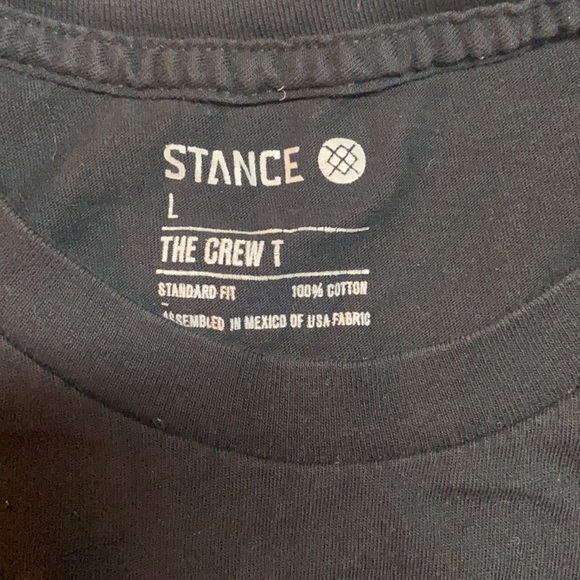 STANCE
L
THE CREW T
STANDARD FIT 100% COTTON
ASSEMBLED IN MEXICO OF USA FABRIC